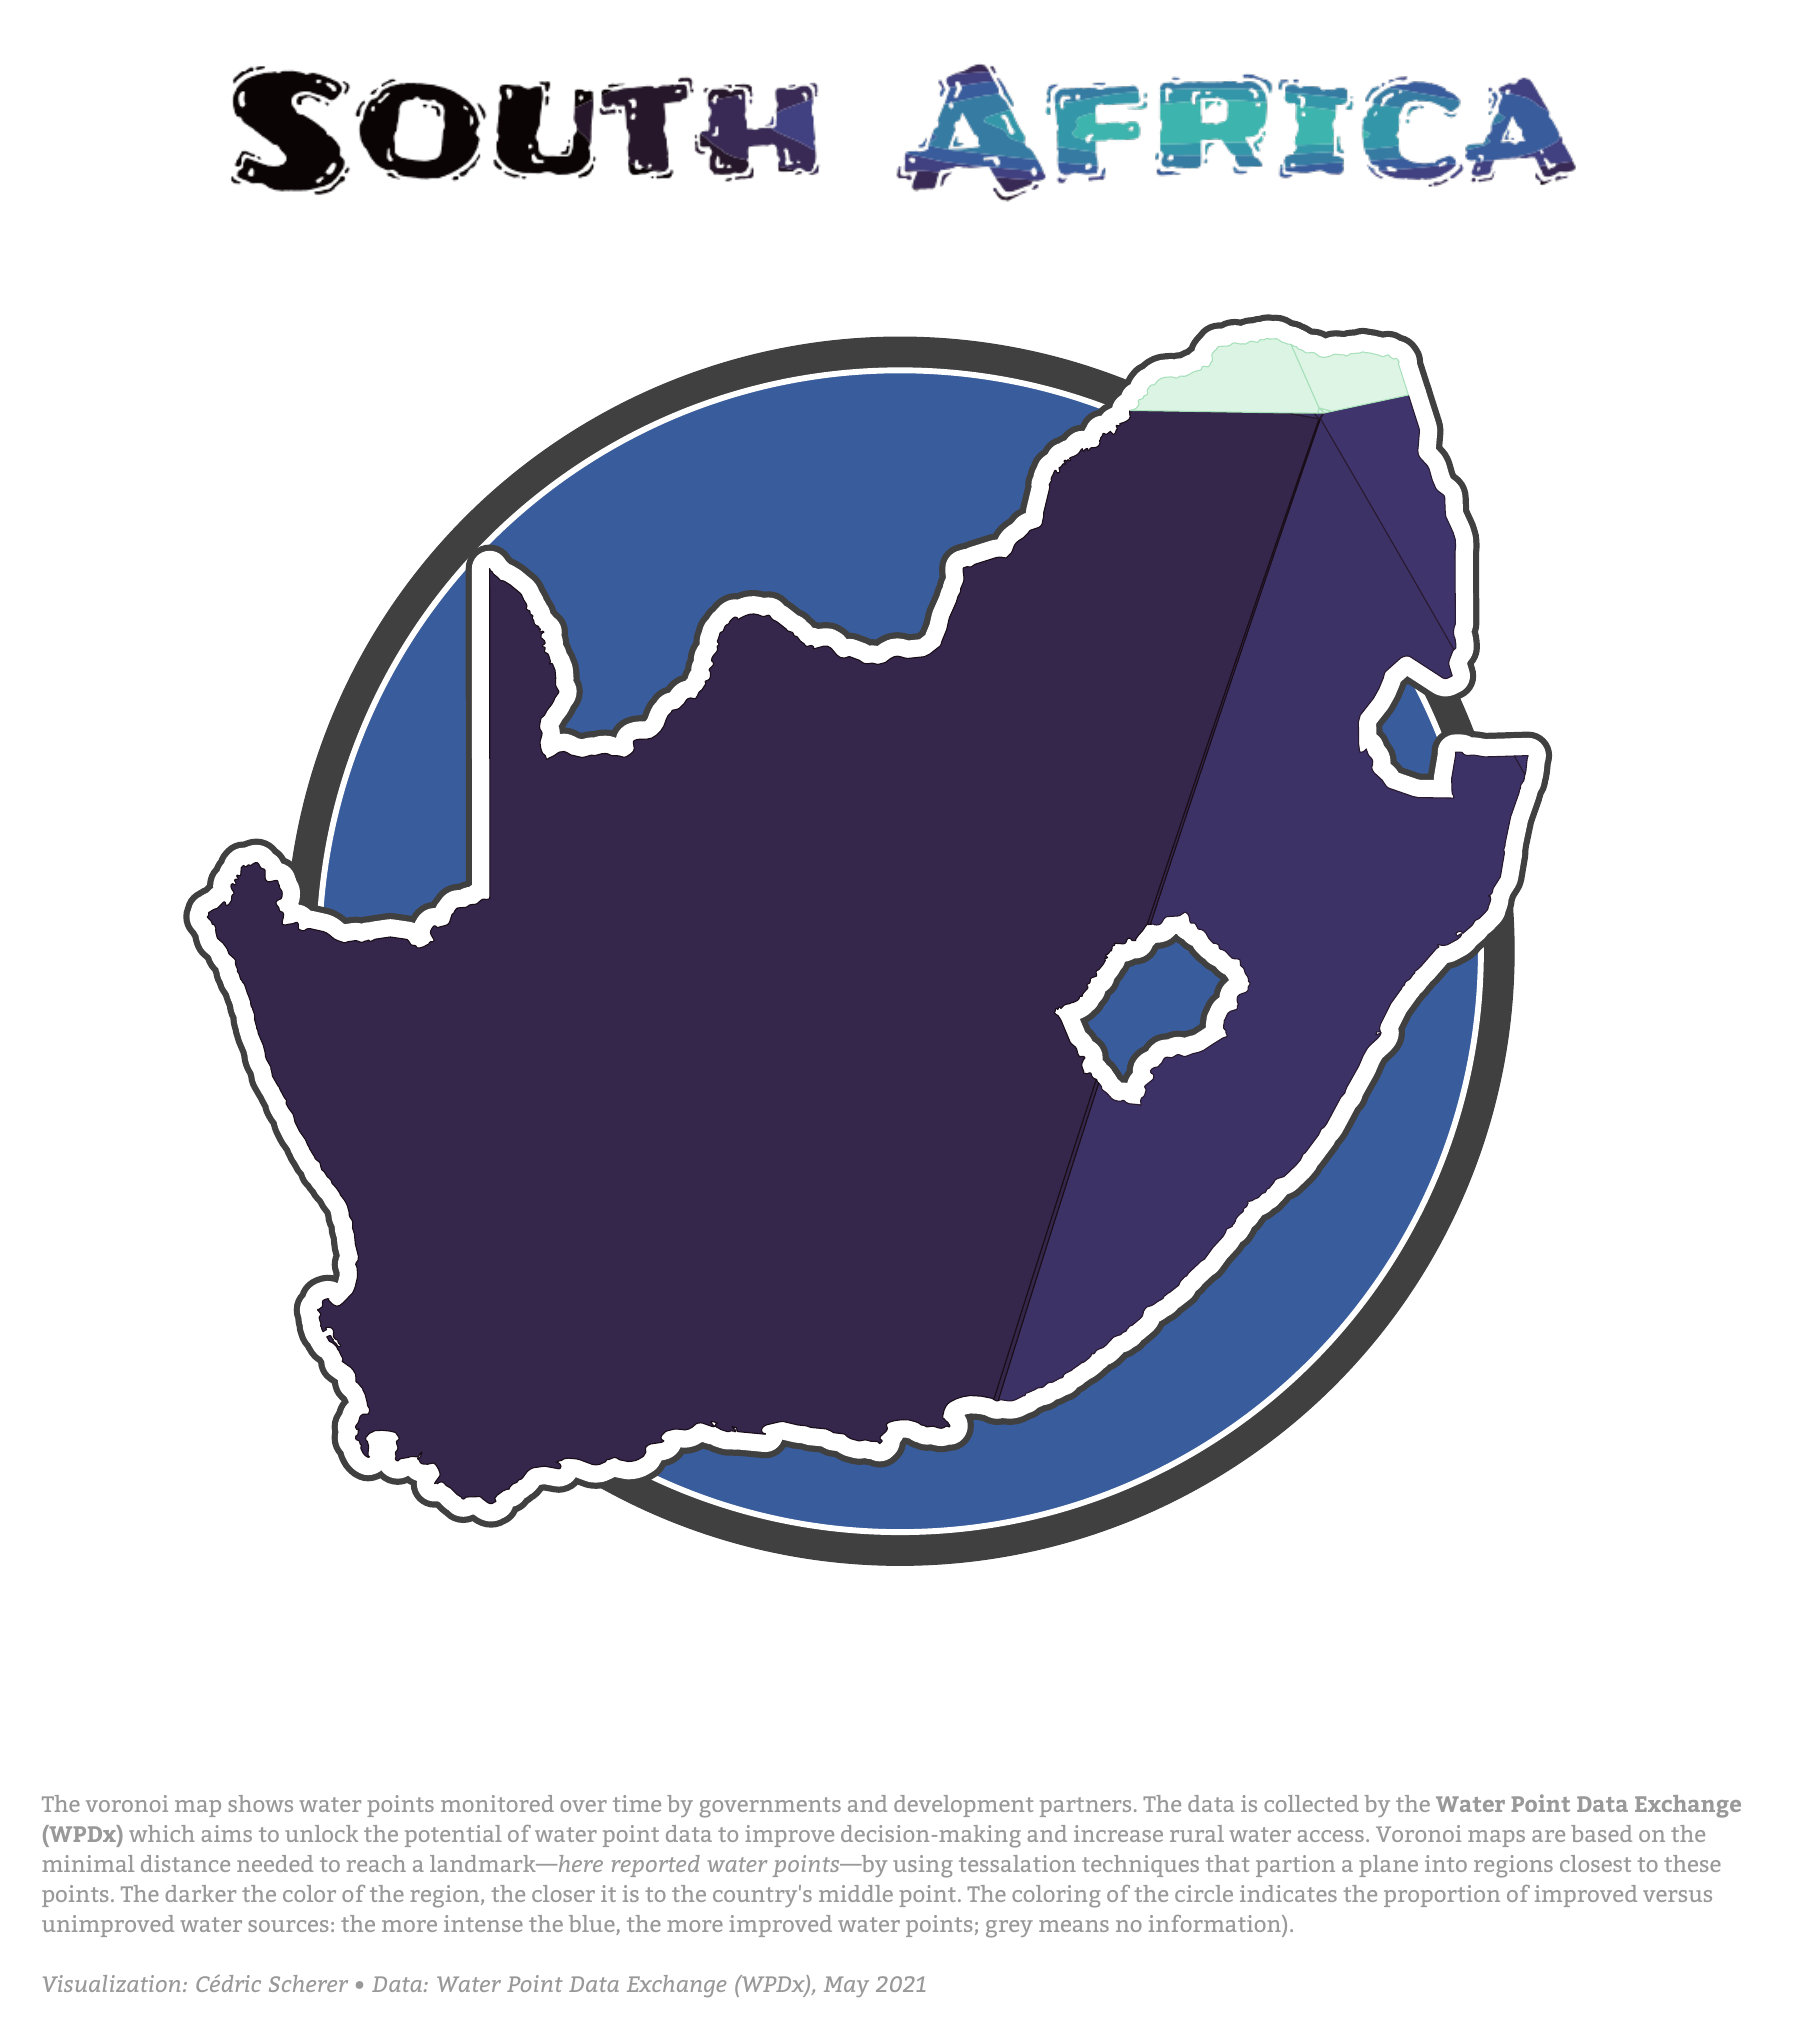 South Africa
The voronoi map shows water points monitored over time by governments and development partners. The data is collected by the Water Point Data Exchange
(WPDx) which aims to unlock the potential of water point data to improve decision-making and increase rural water access. Voronoi maps are based on the
minimal distance needed to reach a landmark—here reported water points—by using tessalation techniques that partion a plane into regions closest to these
points. The darker the color of the region, the closer it is to the country's middle point. The coloring of the circle indicates the proportion of improved versus
unimproved water sources: the more intense the blue, the more improved water points; grey means no information).
Visualization: Cédric Scherer • Data: Water Point Data Exchange (WPDx), May 2021